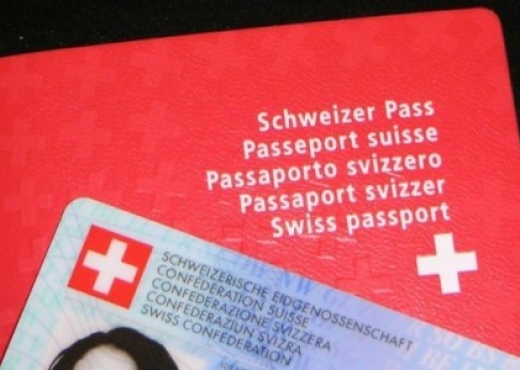 Schweizer Pass
Passeport suisse
Passaporto svizzero
Passaport svizzer
Swiss passport
SCHWEIZERISCHE EIDGENOSSENSCHAFT
CONFÉDÉRATION SUISSE
CONFEDERAZIONE SVIZZERA
CONFEDERAZIUN SVIZRA
SWISS CONFEDERATION